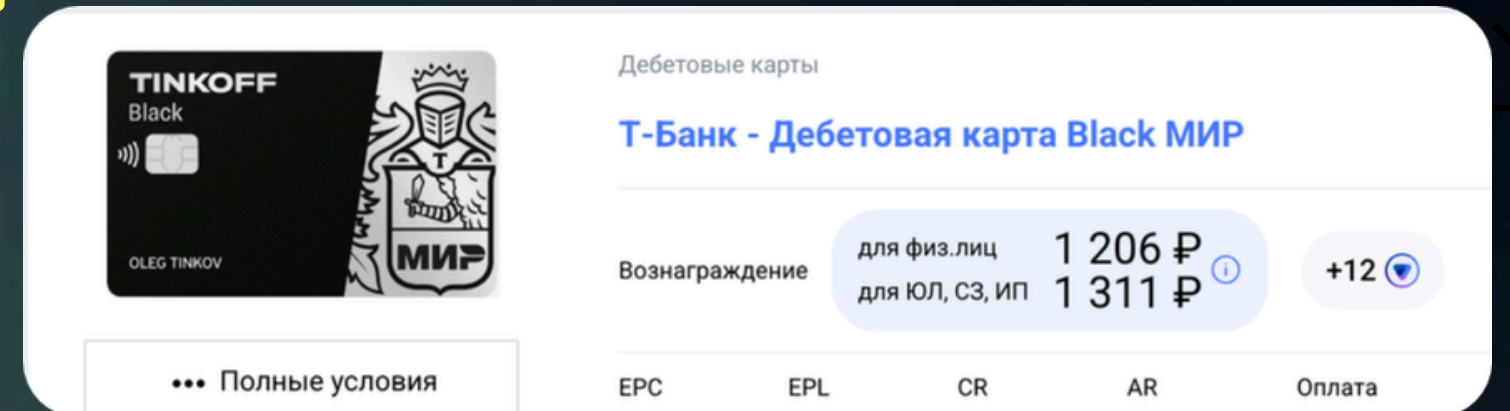 TINKOFF
Black
T
МИР
OLEG TINKOV
••• Полные условия
Дебетовые карты
Т-Банк - Дебетовая карта Black МИР
Вознаграждение
для физ.лиц 1 206 ₽
для ЮЛ, СЗ, ИП 1 311 ₽
i
+12
EPC EPL CR AR Оплата